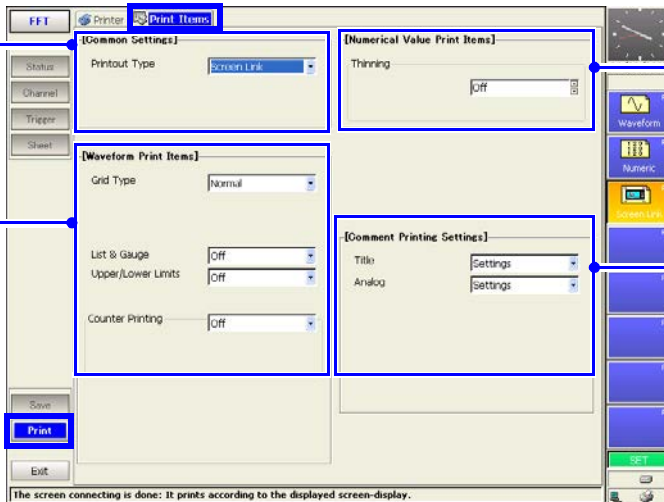 FFT
Printer
Print Items
[Common Settings]
Printout Type
Screen Link
[Numerical Value Print Items]
Thinning
Off
Status
Channel
Trigger
Sheet
[Waveform Print Items]
Grid Type
Normal
List & Gauge
Off
Upper/Lower Limits
Off
Counter Printing
Off
[Comment Printing Settings]
Title
Settings
Analog
Settings
Waveform
Numeric
Screen Link
Save
Print
Exit
SET
The screen connecting is done: It prints according to the displayed screen-display.